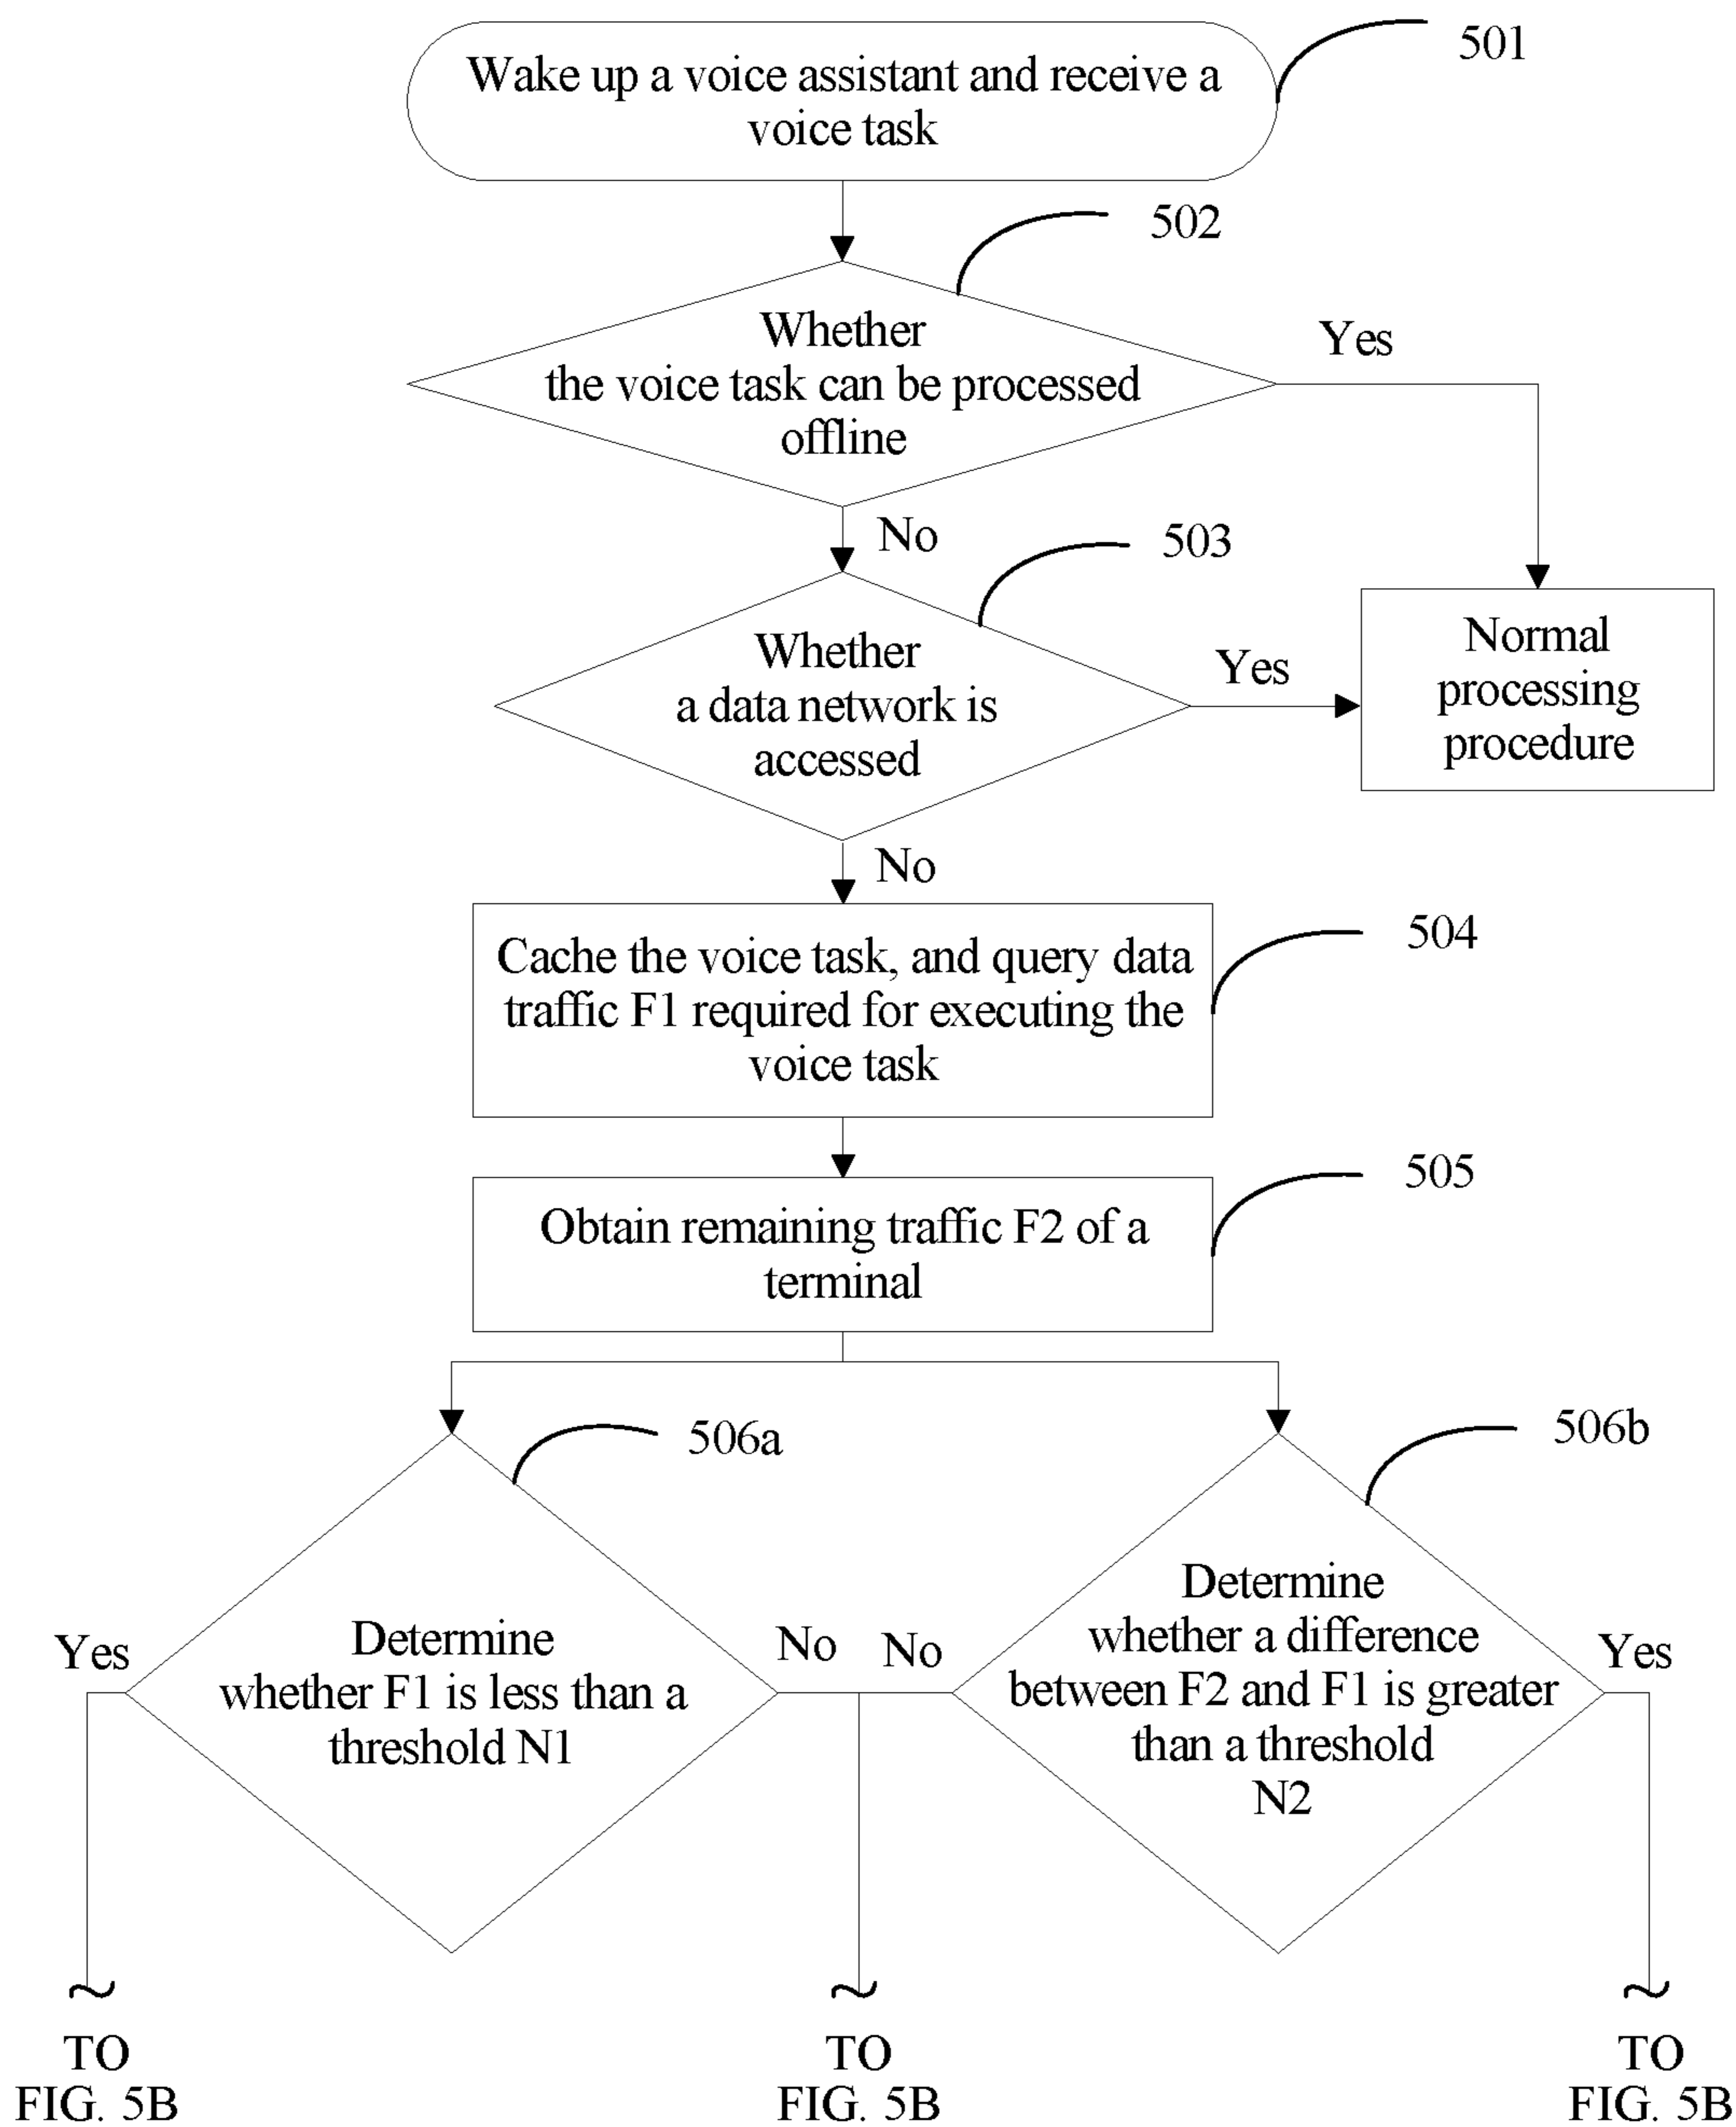 Wake up a voice assistant and receive a
voice task
501
502
Whether
the voice task can be processed
offline
Yes
No
503
Whether
a data network is
accessed
Yes
Normal
processing
procedure
No
504
Cache the voice task, and query data
traffic F1 required for executing the
voice task
505
Obtain remaining traffic F2 of a
terminal
506a
506b
Yes
Determine
whether F1 is less than a
threshold N1
No
No
Determine
whether a difference
between F2 and F1 is greater
than a threshold
N2
Yes
TO
FIG. 5B
TO
FIG. 5B
TO
FIG. 5B